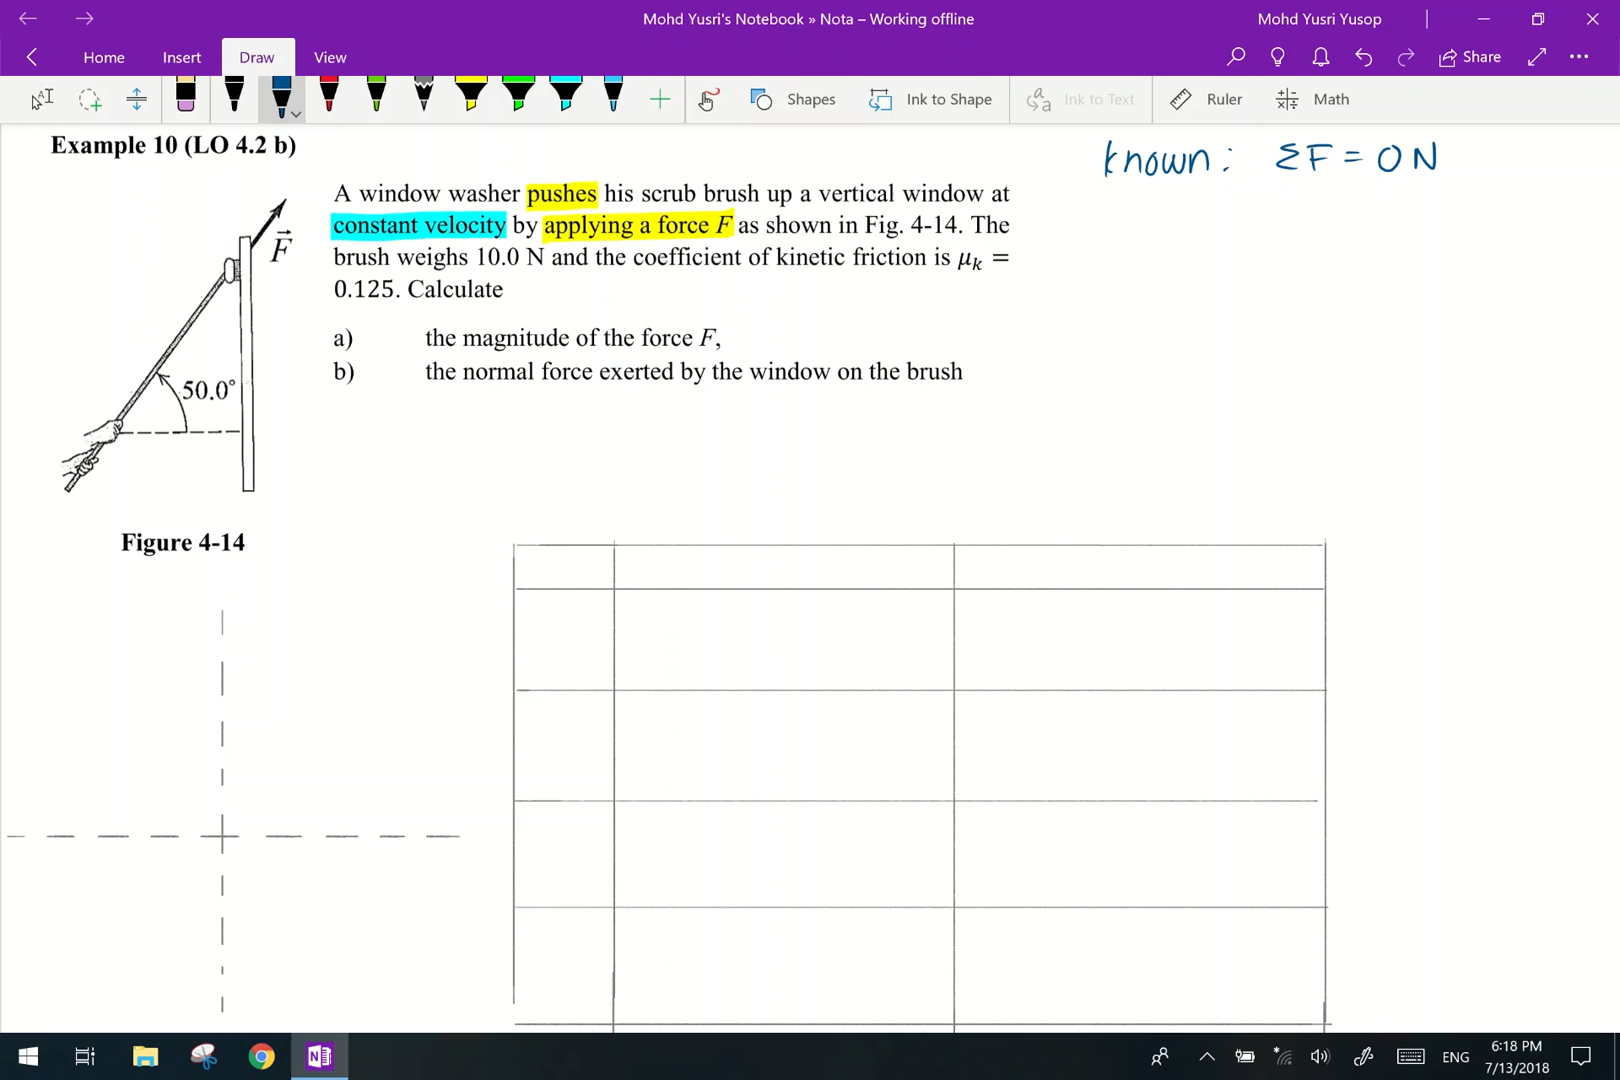 Mohd Yusri's Notebook » Nota – Working offline
Mohd Yusri Yusop
Home Insert Draw View
Share
Shapes Ink to Shape Ink to Text Ruler Math
Example 10 (LO 4.2 b)
known: ΣF = 0 N
A window washer pushes his scrub brush up a vertical window at
constant velocity by applying a force F as shown in Fig. 4-14. The
brush weighs 10.0 N and the coefficient of kinetic friction is μk =
0.125. Calculate
a) the magnitude of the force F,
b) the normal force exerted by the window on the brush
F
50.0°
Figure 4-14
ENG
6:18 PM
7/13/2018